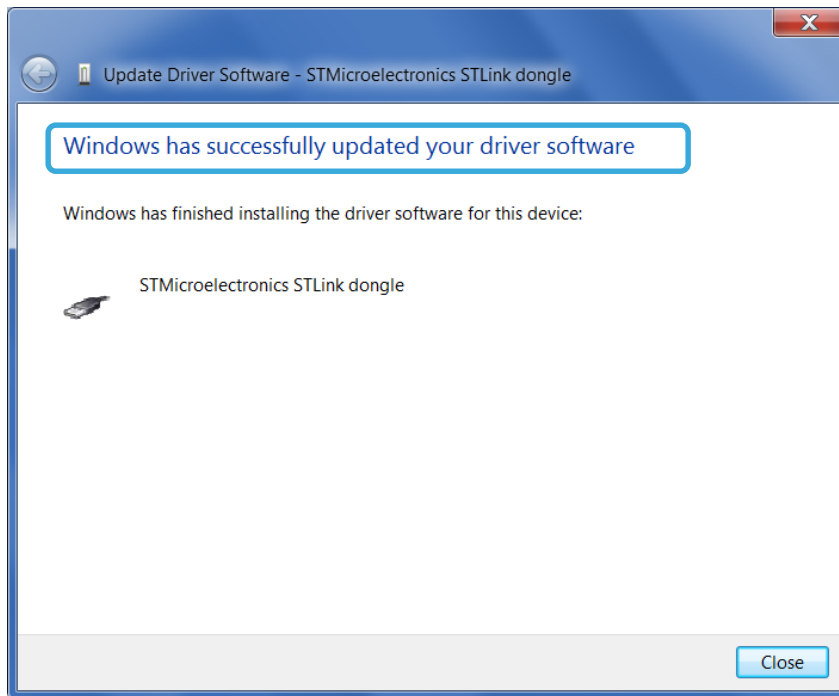 Update Driver Software - STMicroelectronics STLink dongle
Windows has successfully updated your driver software
Windows has finished installing the driver software for this device:
STMicroelectronics STLink dongle
Close